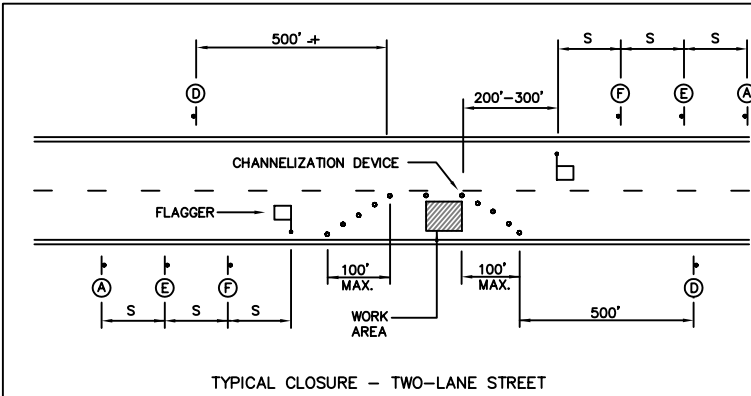 500' ±
S S S
D
200'-300'
F E A
CHANNELIZATION DEVICE
FLAGGER
100'
MAX.
100'
MAX.
A E F
D
S S S
500'
WORK
AREA
TYPICAL CLOSURE - TWO-LANE STREET